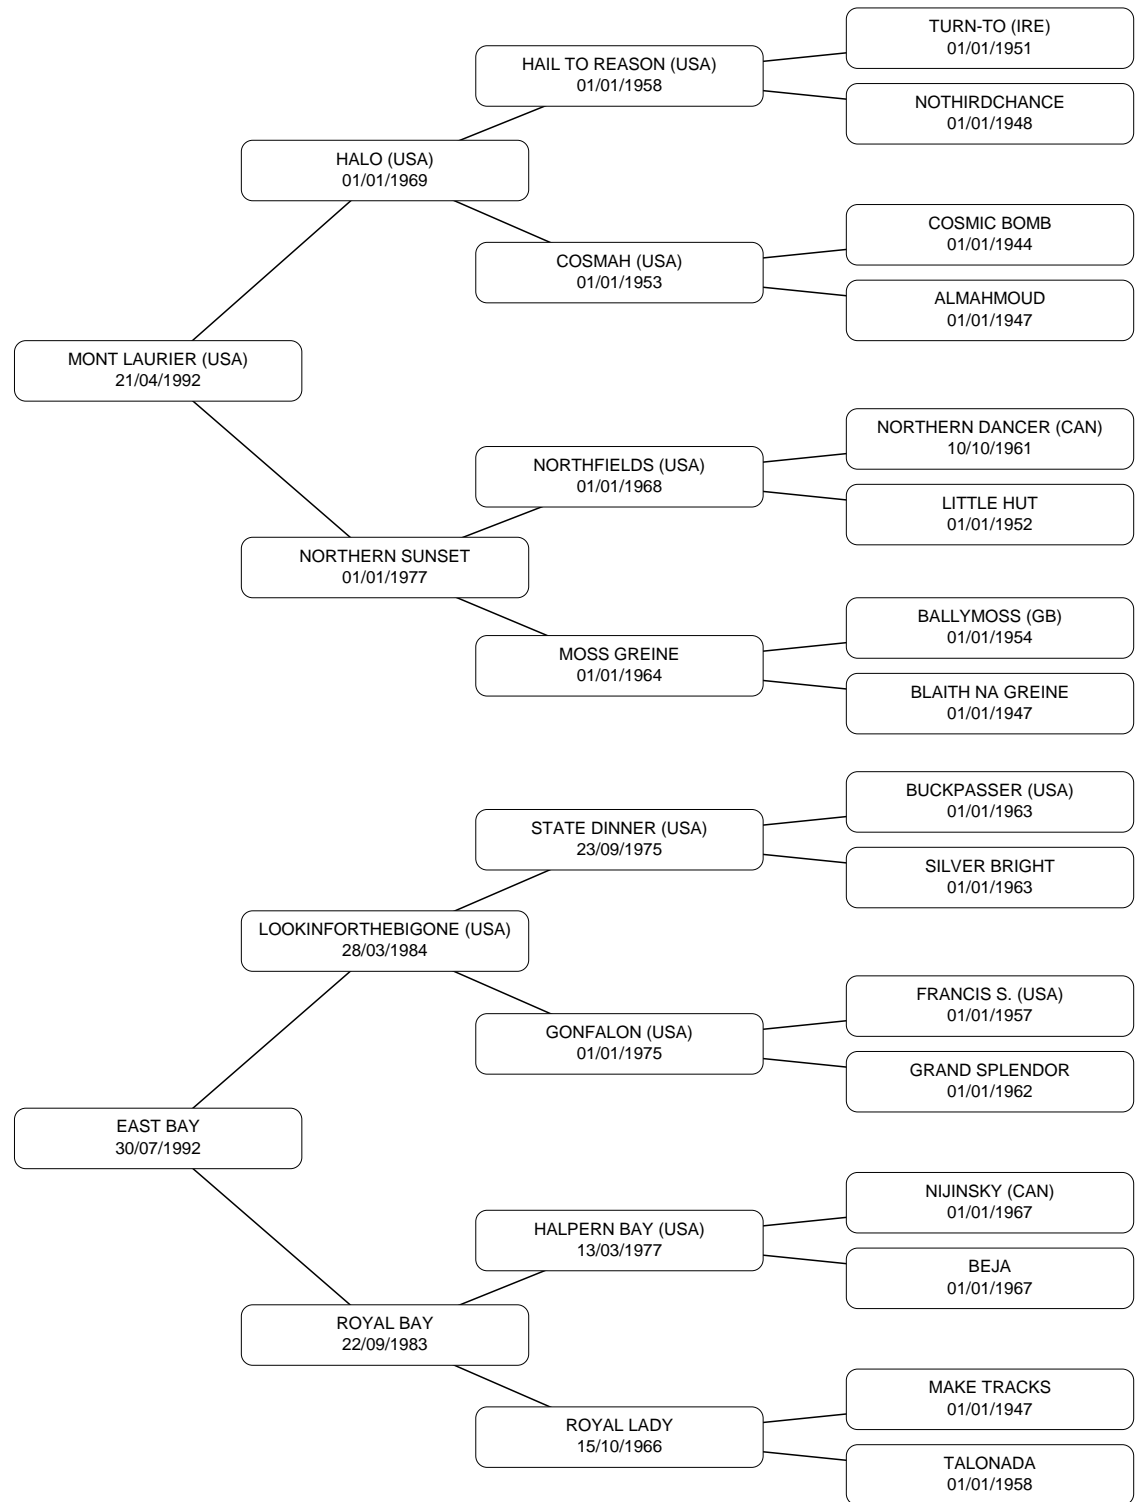 TURN-TO (IRE)
01/01/1951
HAIL TO REASON (USA)
01/01/1958
NOTHIRDCHANCE
01/01/1948
HALO (USA)
01/01/1969
COSMIC BOMB
01/01/1944
COSMAH (USA)
01/01/1953
ALMAHMOUD
01/01/1947
MONT LAURIER (USA)
21/04/1992
NORTHERN DANCER (CAN)
10/10/1961
NORTHFIELDS (USA)
01/01/1968
LITTLE HUT
01/01/1952
NORTHERN SUNSET
01/01/1977
BALLYMOSS (GB)
01/01/1954
MOSS GREINE
01/01/1964
BLAITH NA GREINE
01/01/1947
BUCKPASSER (USA)
01/01/1963
STATE DINNER (USA)
23/09/1975
SILVER BRIGHT
01/01/1963
LOOKINFORTHEBIGONE (USA)
28/03/1984
FRANCIS S. (USA)
01/01/1957
GONFALON (USA)
01/01/1975
GRAND SPLENDOR
01/01/1962
EAST BAY
30/07/1992
NIJINSKY (CAN)
01/01/1967
HALPERN BAY (USA)
13/03/1977
BEJA
01/01/1967
ROYAL BAY
22/09/1983
MAKE TRACKS
01/01/1947
ROYAL LADY
15/10/1966
TALONADA
01/01/1958